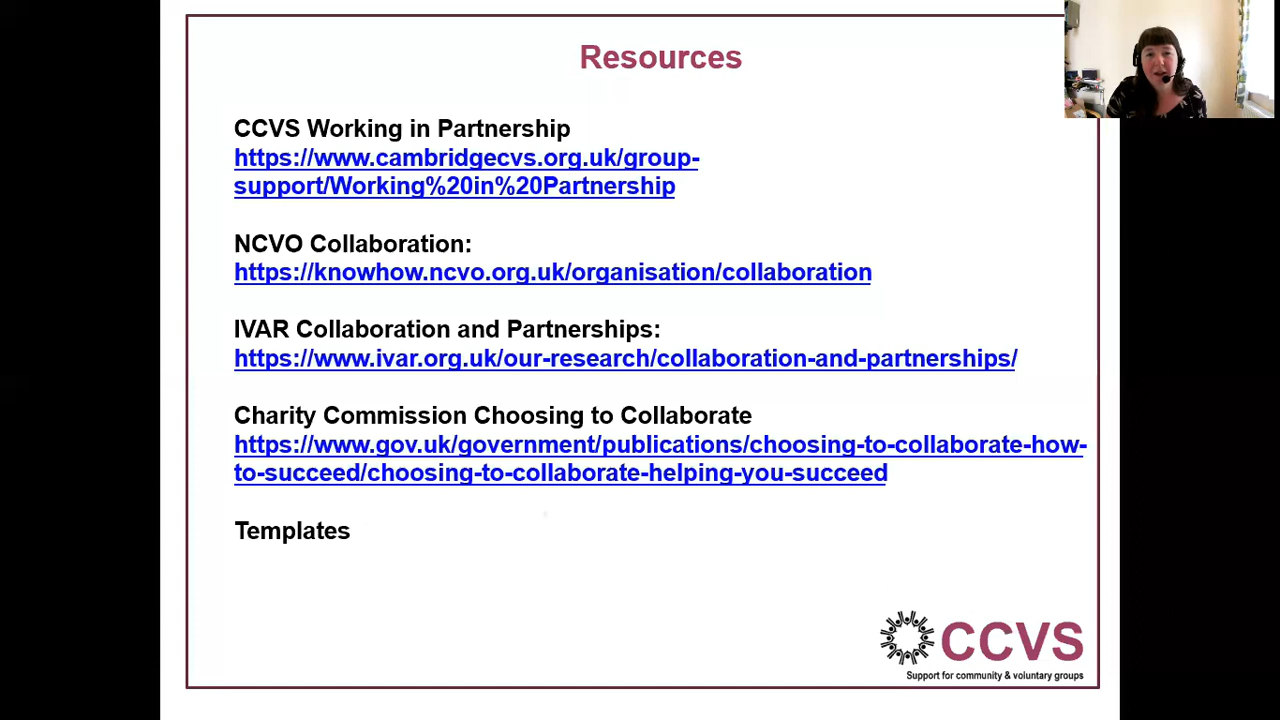 Resources
CCVS Working in Partnership
https://www.cambridgecvs.org.uk/group-
support/Working%20in%20Partnership
NCVO Collaboration:
https://knowhow.ncvo.org.uk/organisation/collaboration
IVAR Collaboration and Partnerships:
https://www.ivar.org.uk/our-research/collaboration-and-partnerships/
Charity Commission Choosing to Collaborate
https://www.gov.uk/government/publications/choosing-to-collaborate-how-
to-succeed/choosing-to-collaborate-helping-you-succeed
Templates
CCVS
Support for community & voluntary groups